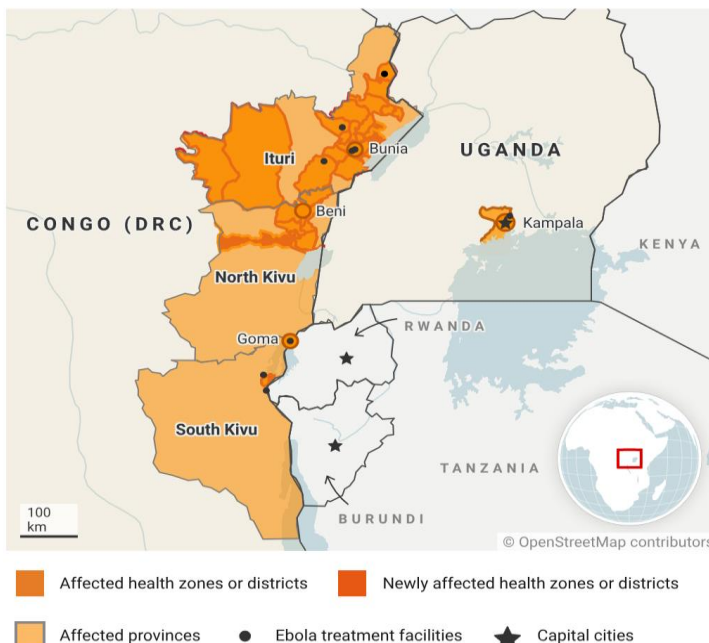 Ituri
Bunia
UGANDA
CONGO (DRC)
Beni
Kampala
KENYA
North Kivu
Goma
RWANDA
South Kivu
TANZANIA
BURUNDI
100
km
© OpenStreetMap contributors
Affected health zones or districts
Newly affected health zones or districts
Affected provinces
Ebola treatment facilities
Capital cities